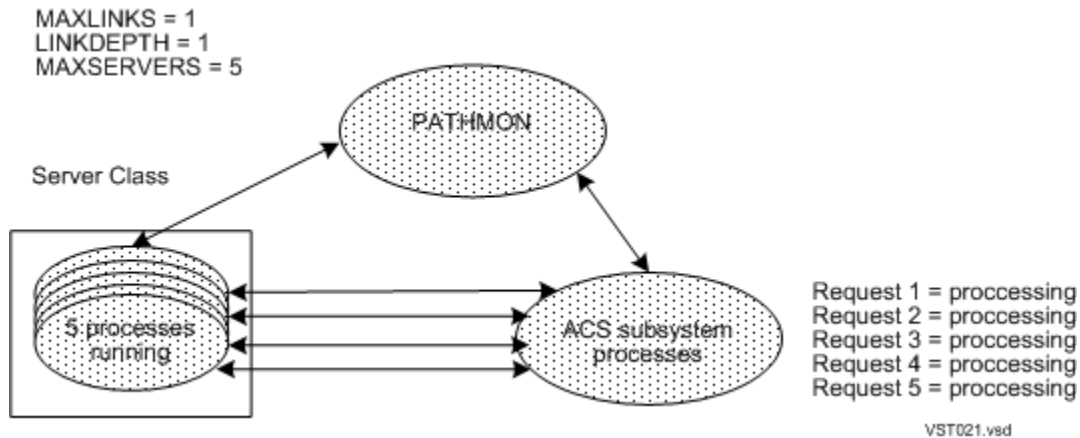 MAXLINKS = 1
LINKDEPTH = 1
MAXSERVERS = 5
PATHMON
Server Class
5 processes
running
ACS subsystem
processes
Request 1 = proccessing
Request 2 = proccessing
Request 3 = proccessing
Request 4 = proccessing
Request 5 = proccessing
VST021.vsd